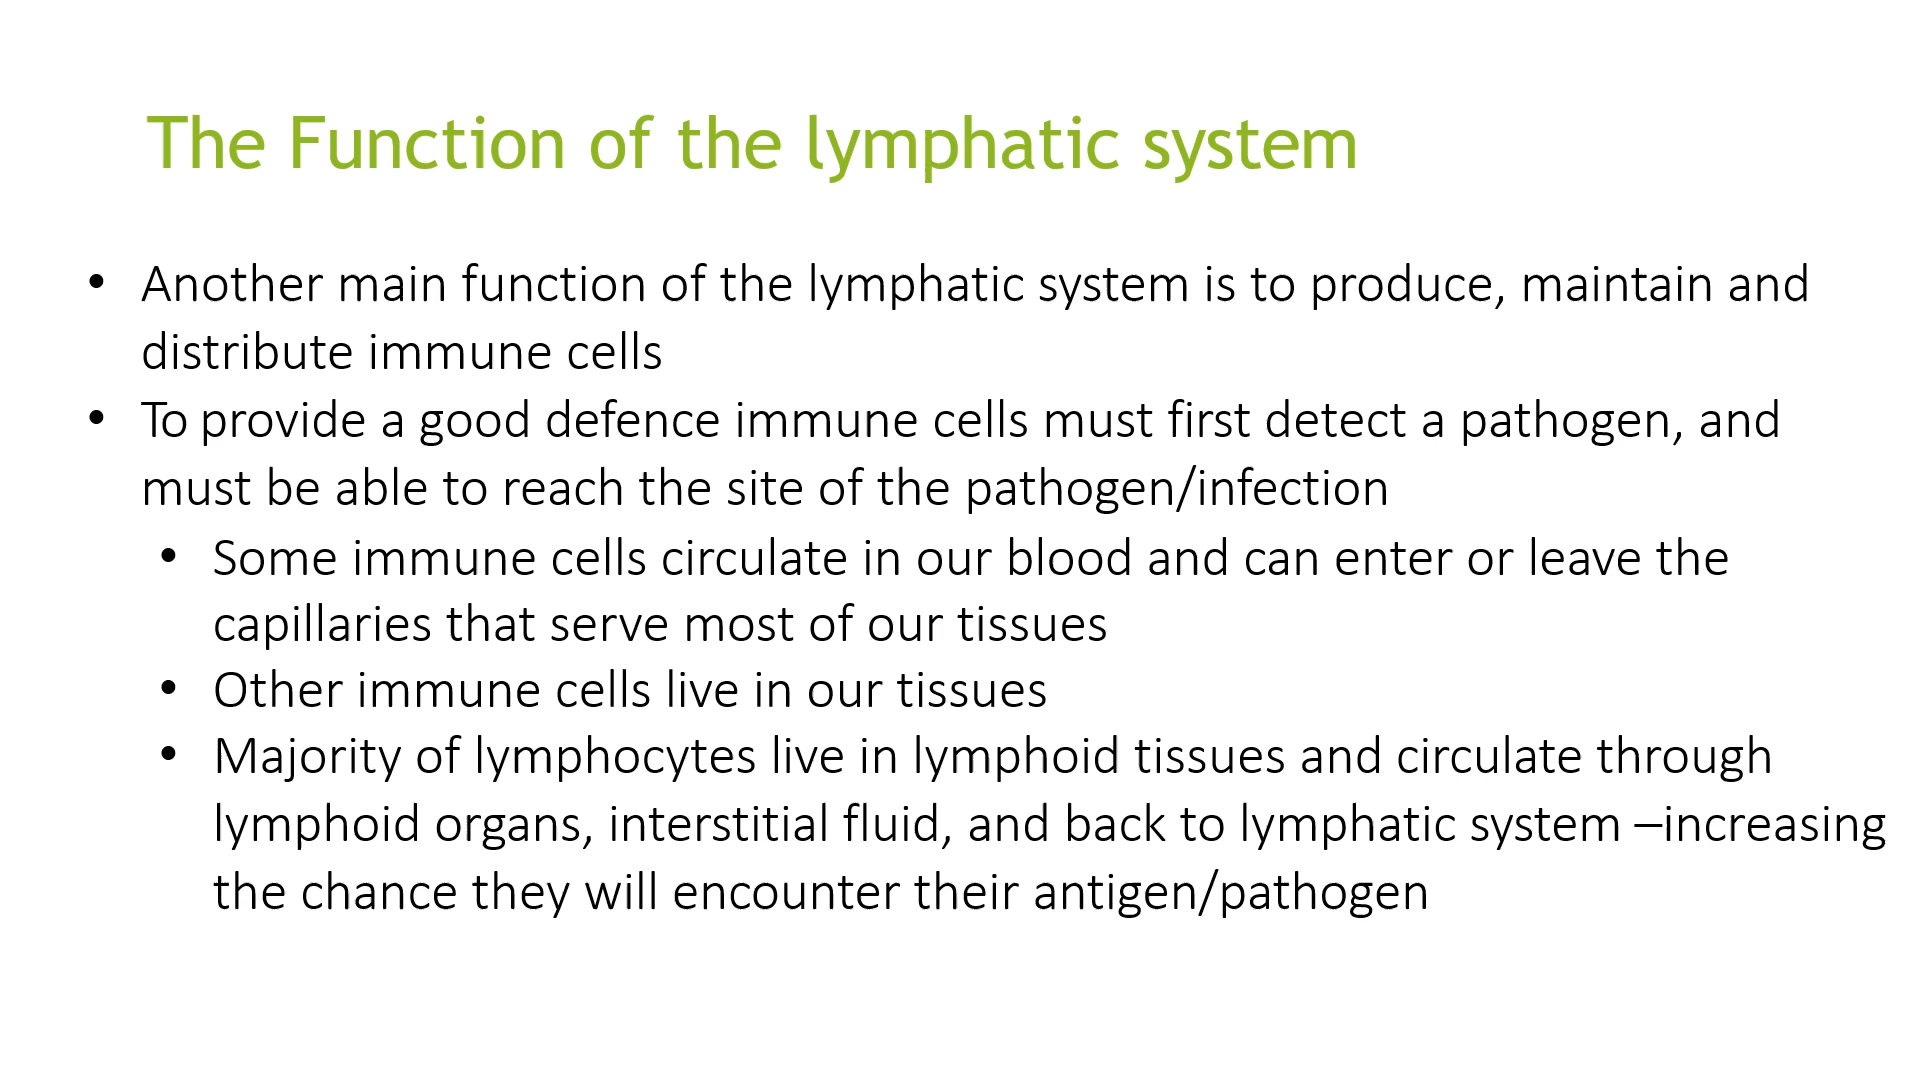 The Function of the lymphatic system
• Another main function of the lymphatic system is to produce, maintain and
distribute immune cells
• To provide a good defence immune cells must first detect a pathogen, and
must be able to reach the site of the pathogen/infection
• Some immune cells circulate in our blood and can enter or leave the
capillaries that serve most of our tissues
• Other immune cells live in our tissues
• Majority of lymphocytes live in lymphoid tissues and circulate through
lymphoid organs, interstitial fluid, and back to lymphatic system –increasing
the chance they will encounter their antigen/pathogen